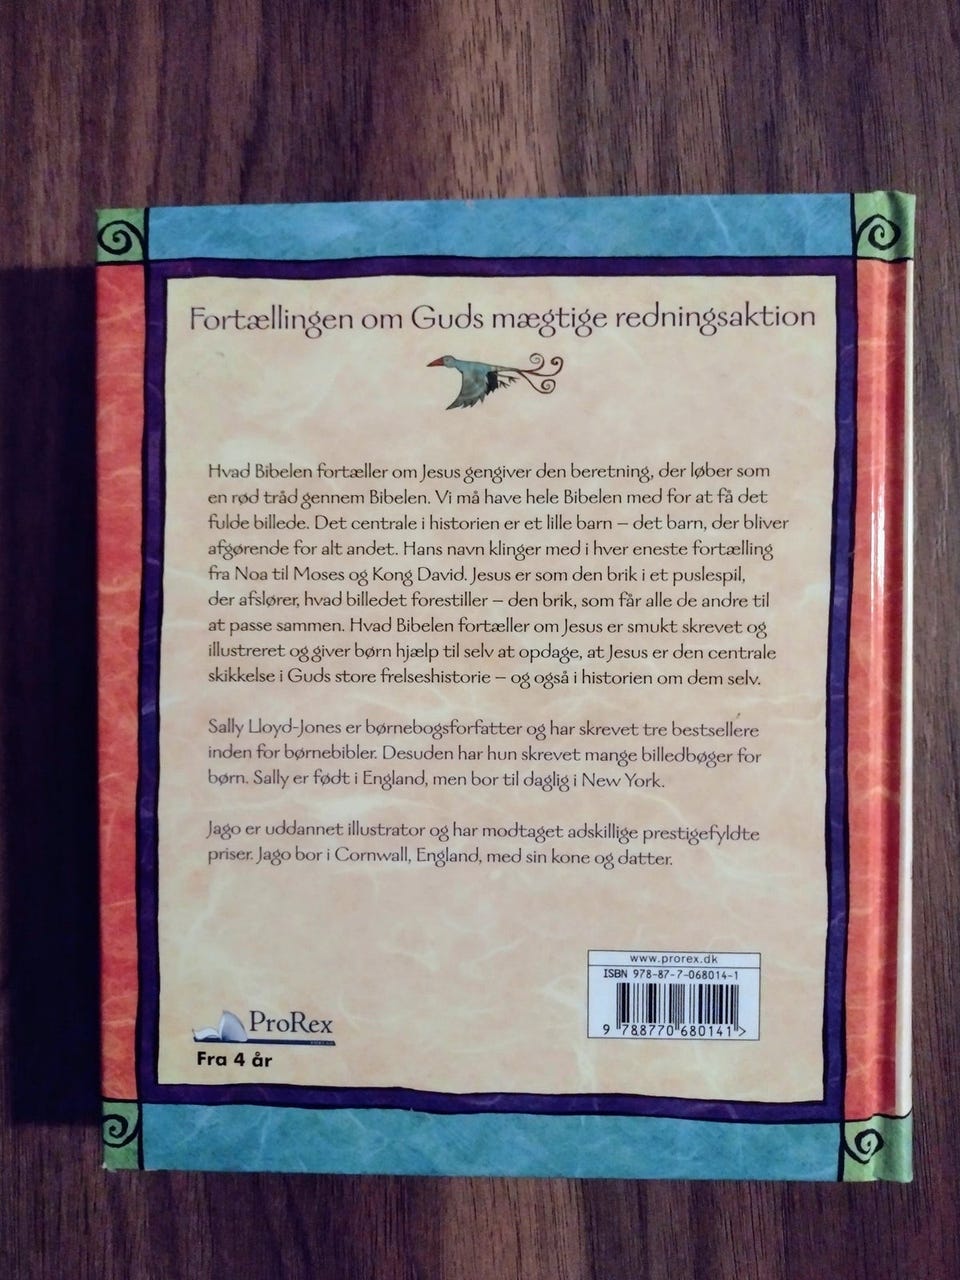 Fortællingen om Guds mægtige redningsaktion
Hvad Bibelen fortæller om Jesus gengiver den beretning, der løber som
en rød tråd gennem Bibelen. Vi må have hele Bibelen med for at få det
fulde billede. Det centrale i historien er et lille barn – det barn, der bliver
afgørende for alt andet. Hans navn klinger med i hver eneste fortælling
fra Noa til Moses og Kong David. Jesus er som den brik i et puslespil,
der afslører, hvad billedet forestiller – den brik, som får alle de andre til
at passe sammen. Hvad Bibelen fortæller om Jesus er smukt skrevet og
illustreret og giver børn hjælp til selv at opdage, at Jesus er den centrale
skikkelse i Guds store frelseshistorie – og også i historien om dem selv.
Sally Lloyd-Jones er børnebogsforfatter og har skrevet tre bestsellere
inden for børnebibler. Desuden har hun skrevet mange billedbøger for
børn. Sally er født i England, men bor til daglig i New York.
Jago er uddannet illustrator og har modtaget adskillige prestigefyldte
priser. Jago bor i Cornwall, England, med sin kone og datter.
www.prorex.dk
ISBN 978-87-7-068014-1
9 788770 680141 >
ProRex
Fra 4 år